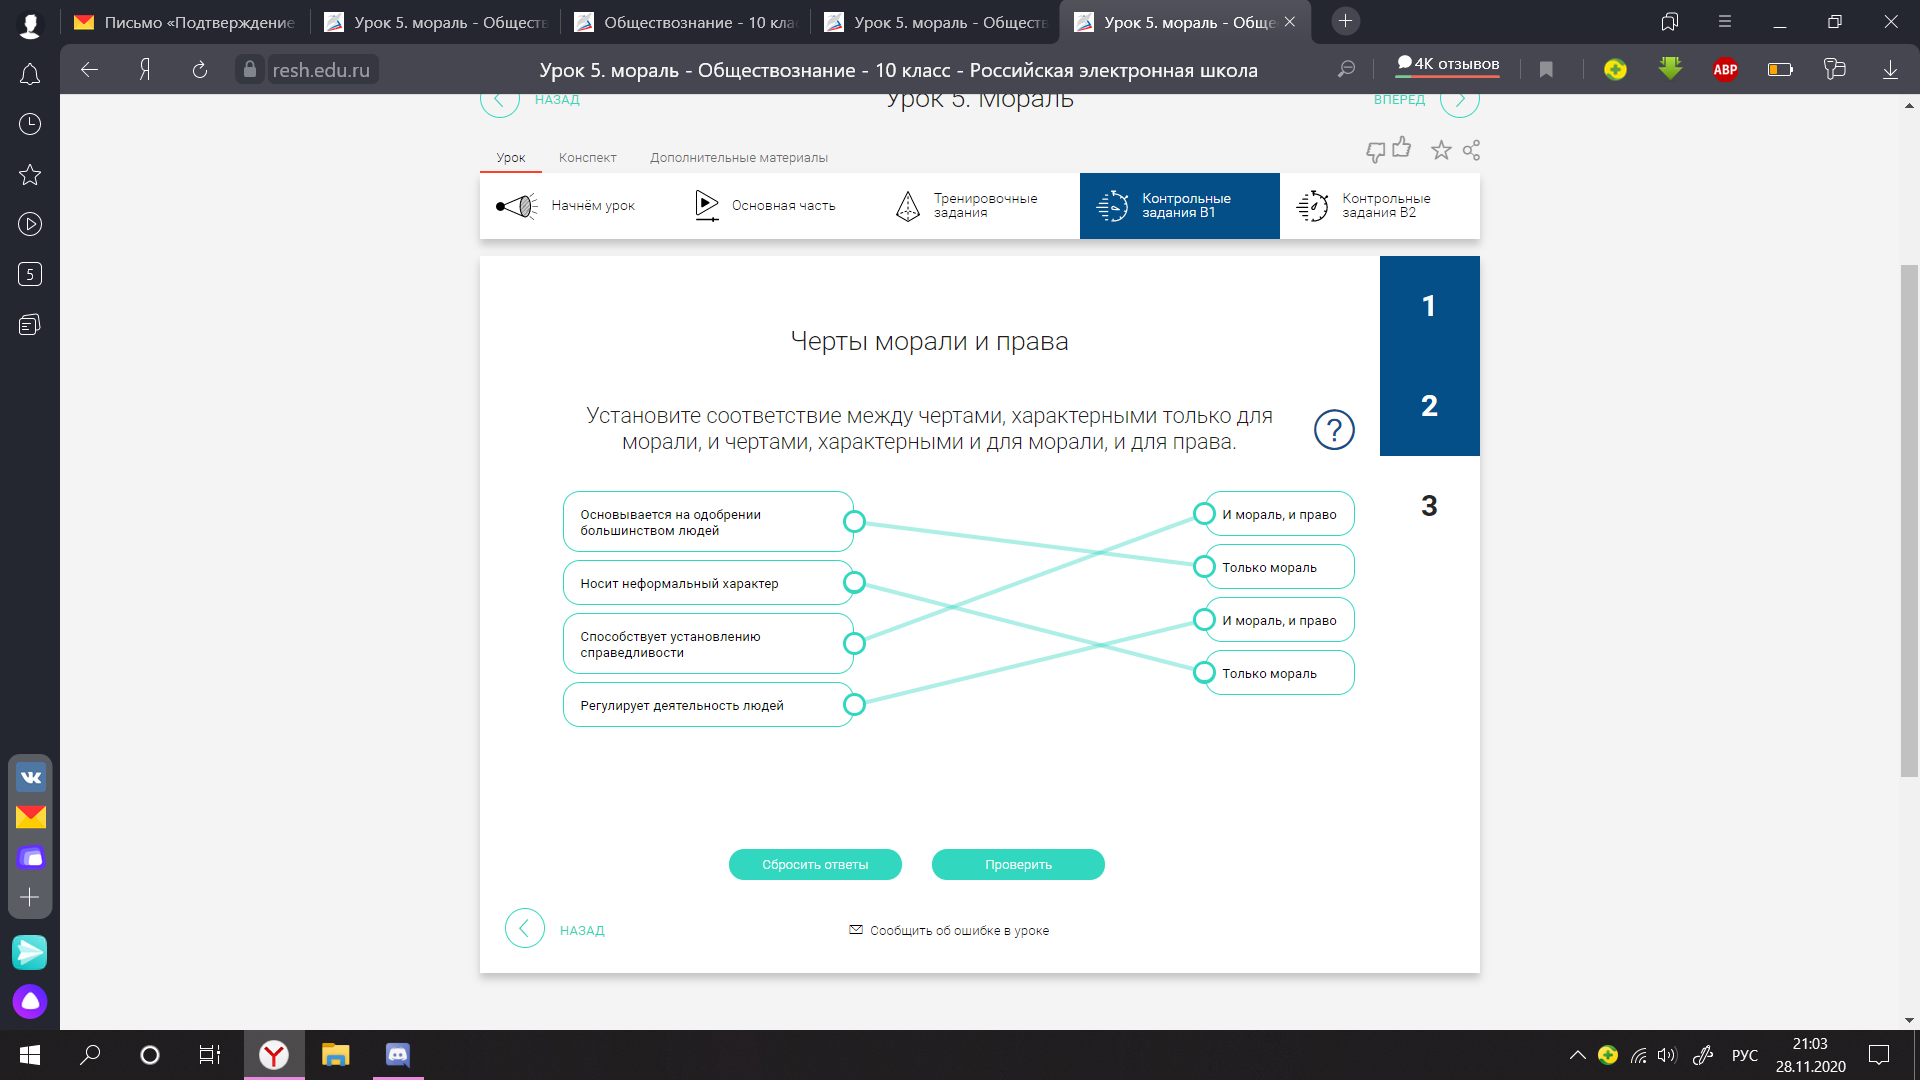 Письмо «Подтверждение
Урок 5. мораль - Обществ
Обществознание - 10 кла
Урок 5. мораль - Обществ
Урок 5. мораль - Обще
resh.edu.ru
Урок 5. мораль - Обществознание - 10 класс - Российская электронная школа
4К отзывов
ABP
НАЗАД
Урок 5. Мораль
ВПЕРЕД
Урок
Конспект
Дополнительные материалы
Начнём урок
Основная часть
Тренировочные
задания
Контрольные
задания В1
Контрольные
задания В2
5
1
2
3
Черты морали и права
Установите соответствие между чертами, характерными только для
морали, и чертами, характерными и для морали, и для права.
?
Основывается на одобрении
большинством людей
Носит неформальный характер
Способствует установлению
справедливости
Регулирует деятельность людей
И мораль, и право
Только мораль
И мораль, и право
Только мораль
Сбросить ответы
Проверить
НАЗАД
Сообщить об ошибке в уроке
РУС
21:03
28.11.2020